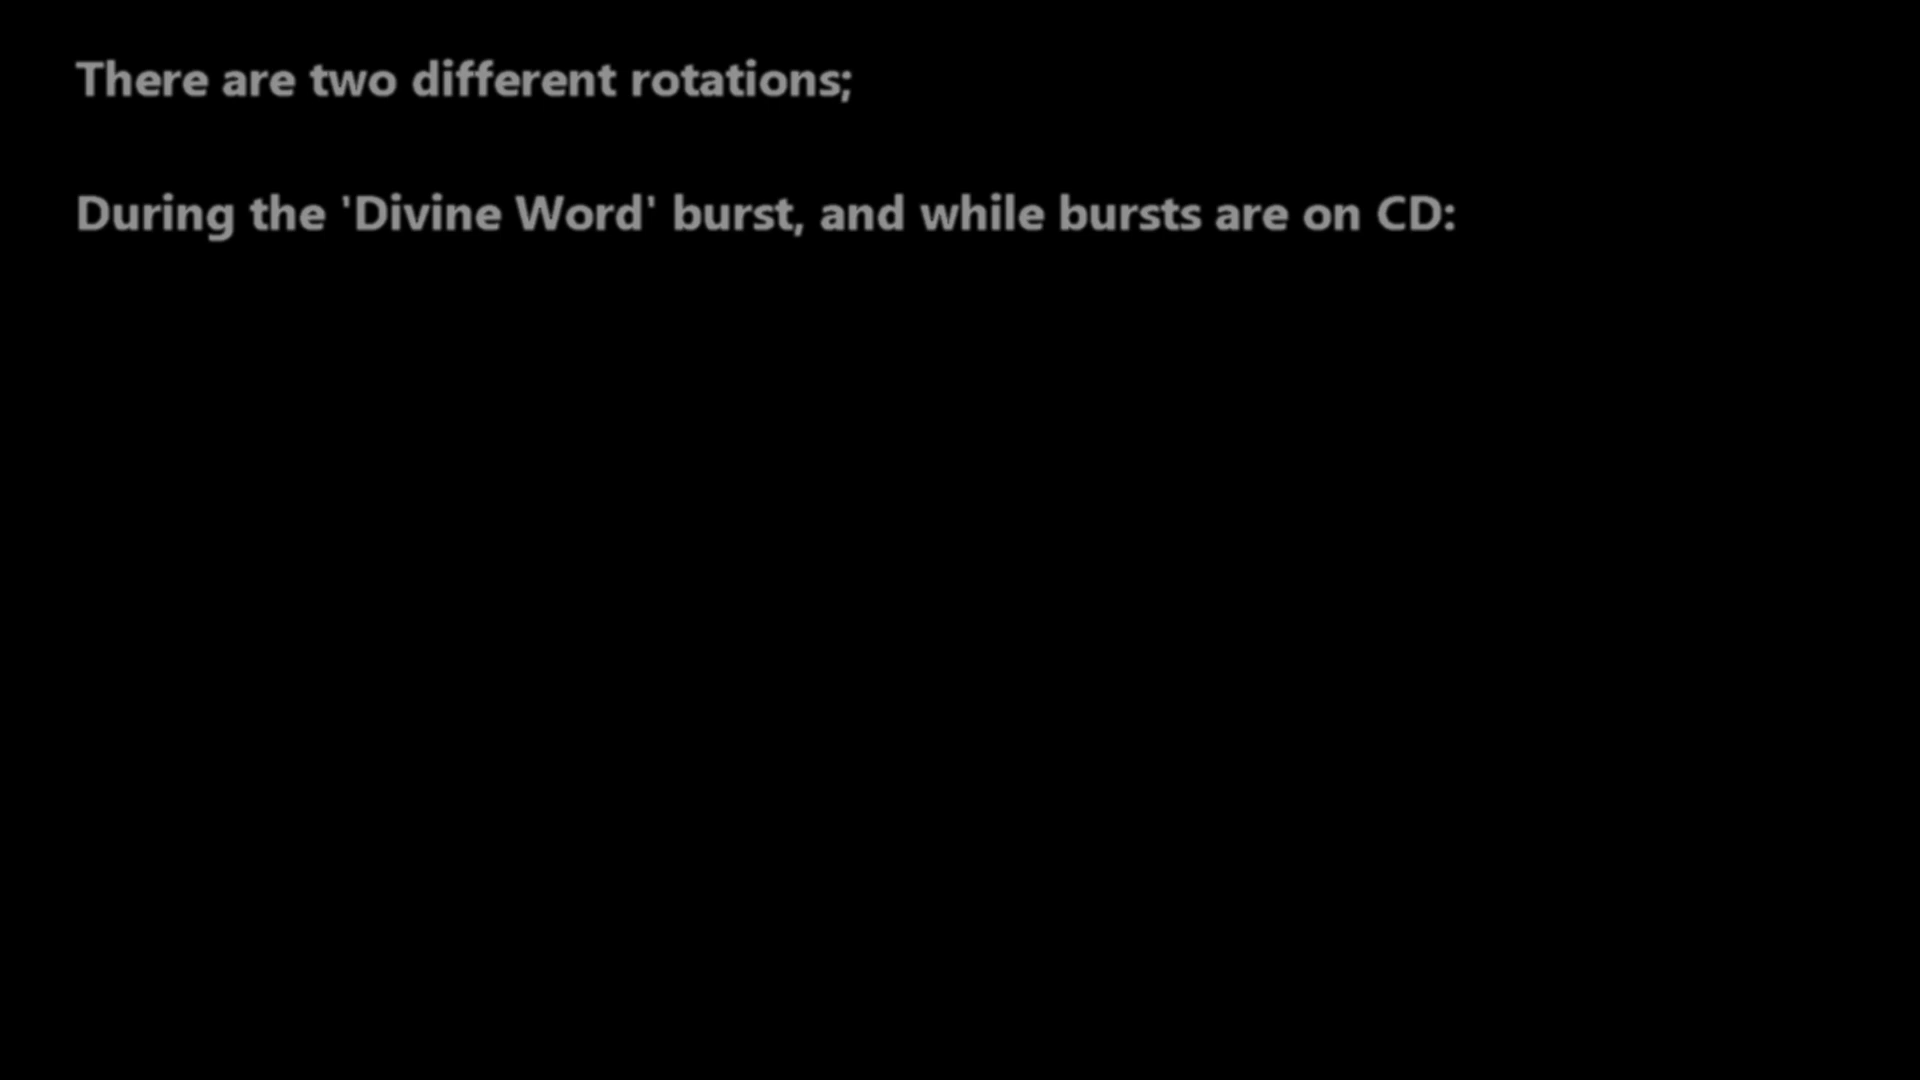 There are two different rotations;
During the 'Divine Word' burst, and while bursts are on CD: